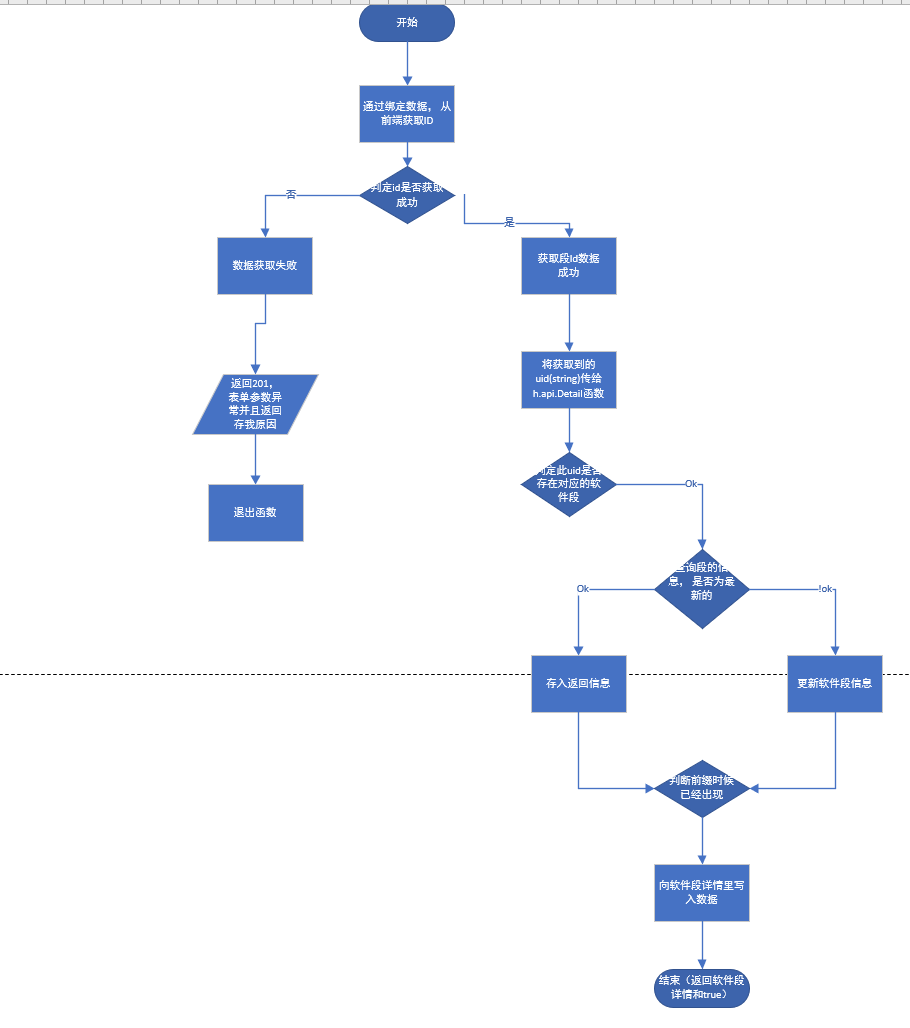 开始
通过绑定数据， 从
前端获取ID
判定id是否获取
成功
否
是
数据获取失败
获取段Id数据
成功
返回201，
表单参数异
常并且返回
存我原因
将获取到的
uid(string)传给
h.api.Detail函数
退出函数
判定此uid是否
存在对应的软
件段
Ok
查询段的信
息， 是否为最
新的
Ok
!ok
存入返回信息
更新软件段信息
判断前缀时候
已经出现
向软件段详情里写
入数据
结束（返回软件段
详情和true）